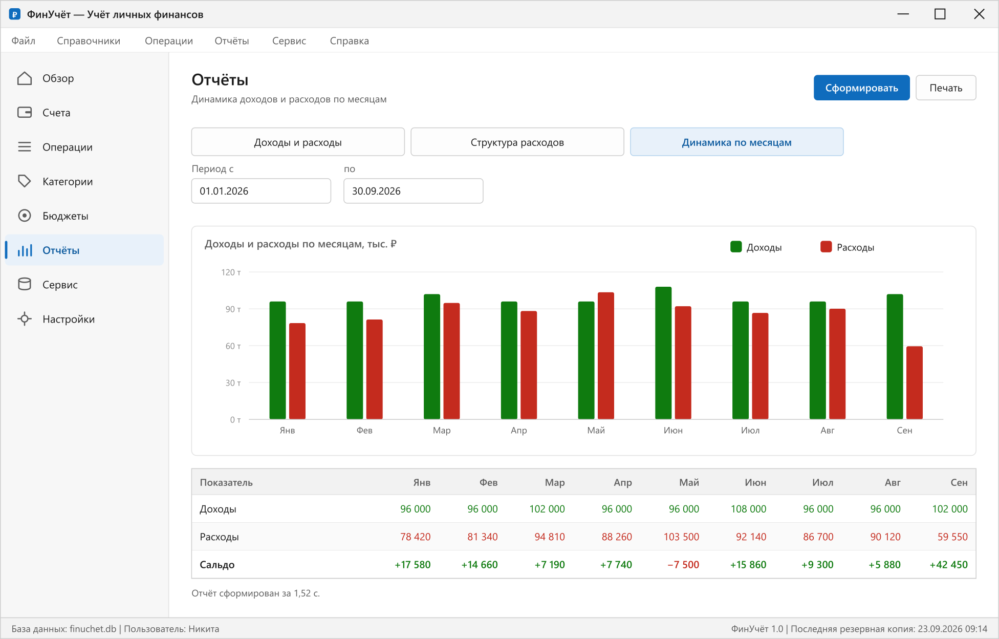 ₽ ФинУчёт — Учёт личных финансов
Файл Справочники Операции Отчёты Сервис Справка
Обзор
Счета
Операции
Категории
Бюджеты
Отчёты
Сервис
Настройки
Отчёты
Динамика доходов и расходов по месяцам
Сформировать Печать
Доходы и расходы Структура расходов Динамика по месяцам
Период с по
01.01.2026 30.09.2026
Доходы и расходы по месяцам, тыс. ₽ Доходы Расходы
120 т
90 т
60 т
30 т
0 т
Янв Фев Мар Апр Май Июн Июл Авг Сен
Показатель Янв Фев Мар Апр Май Июн Июл Авг Сен
Доходы 96 000 96 000 102 000 96 000 96 000 108 000 96 000 96 000 102 000
Расходы 78 420 81 340 94 810 88 260 103 500 92 140 86 700 90 120 59 550
Сальдо +17 580 +14 660 +7 190 +7 740 −7 500 +15 860 +9 300 +5 880 +42 450
Отчёт сформирован за 1,52 с.
База данных: finuchet.db | Пользователь: Никита ФинУчёт 1.0 | Последняя резервная копия: 23.09.2026 09:14